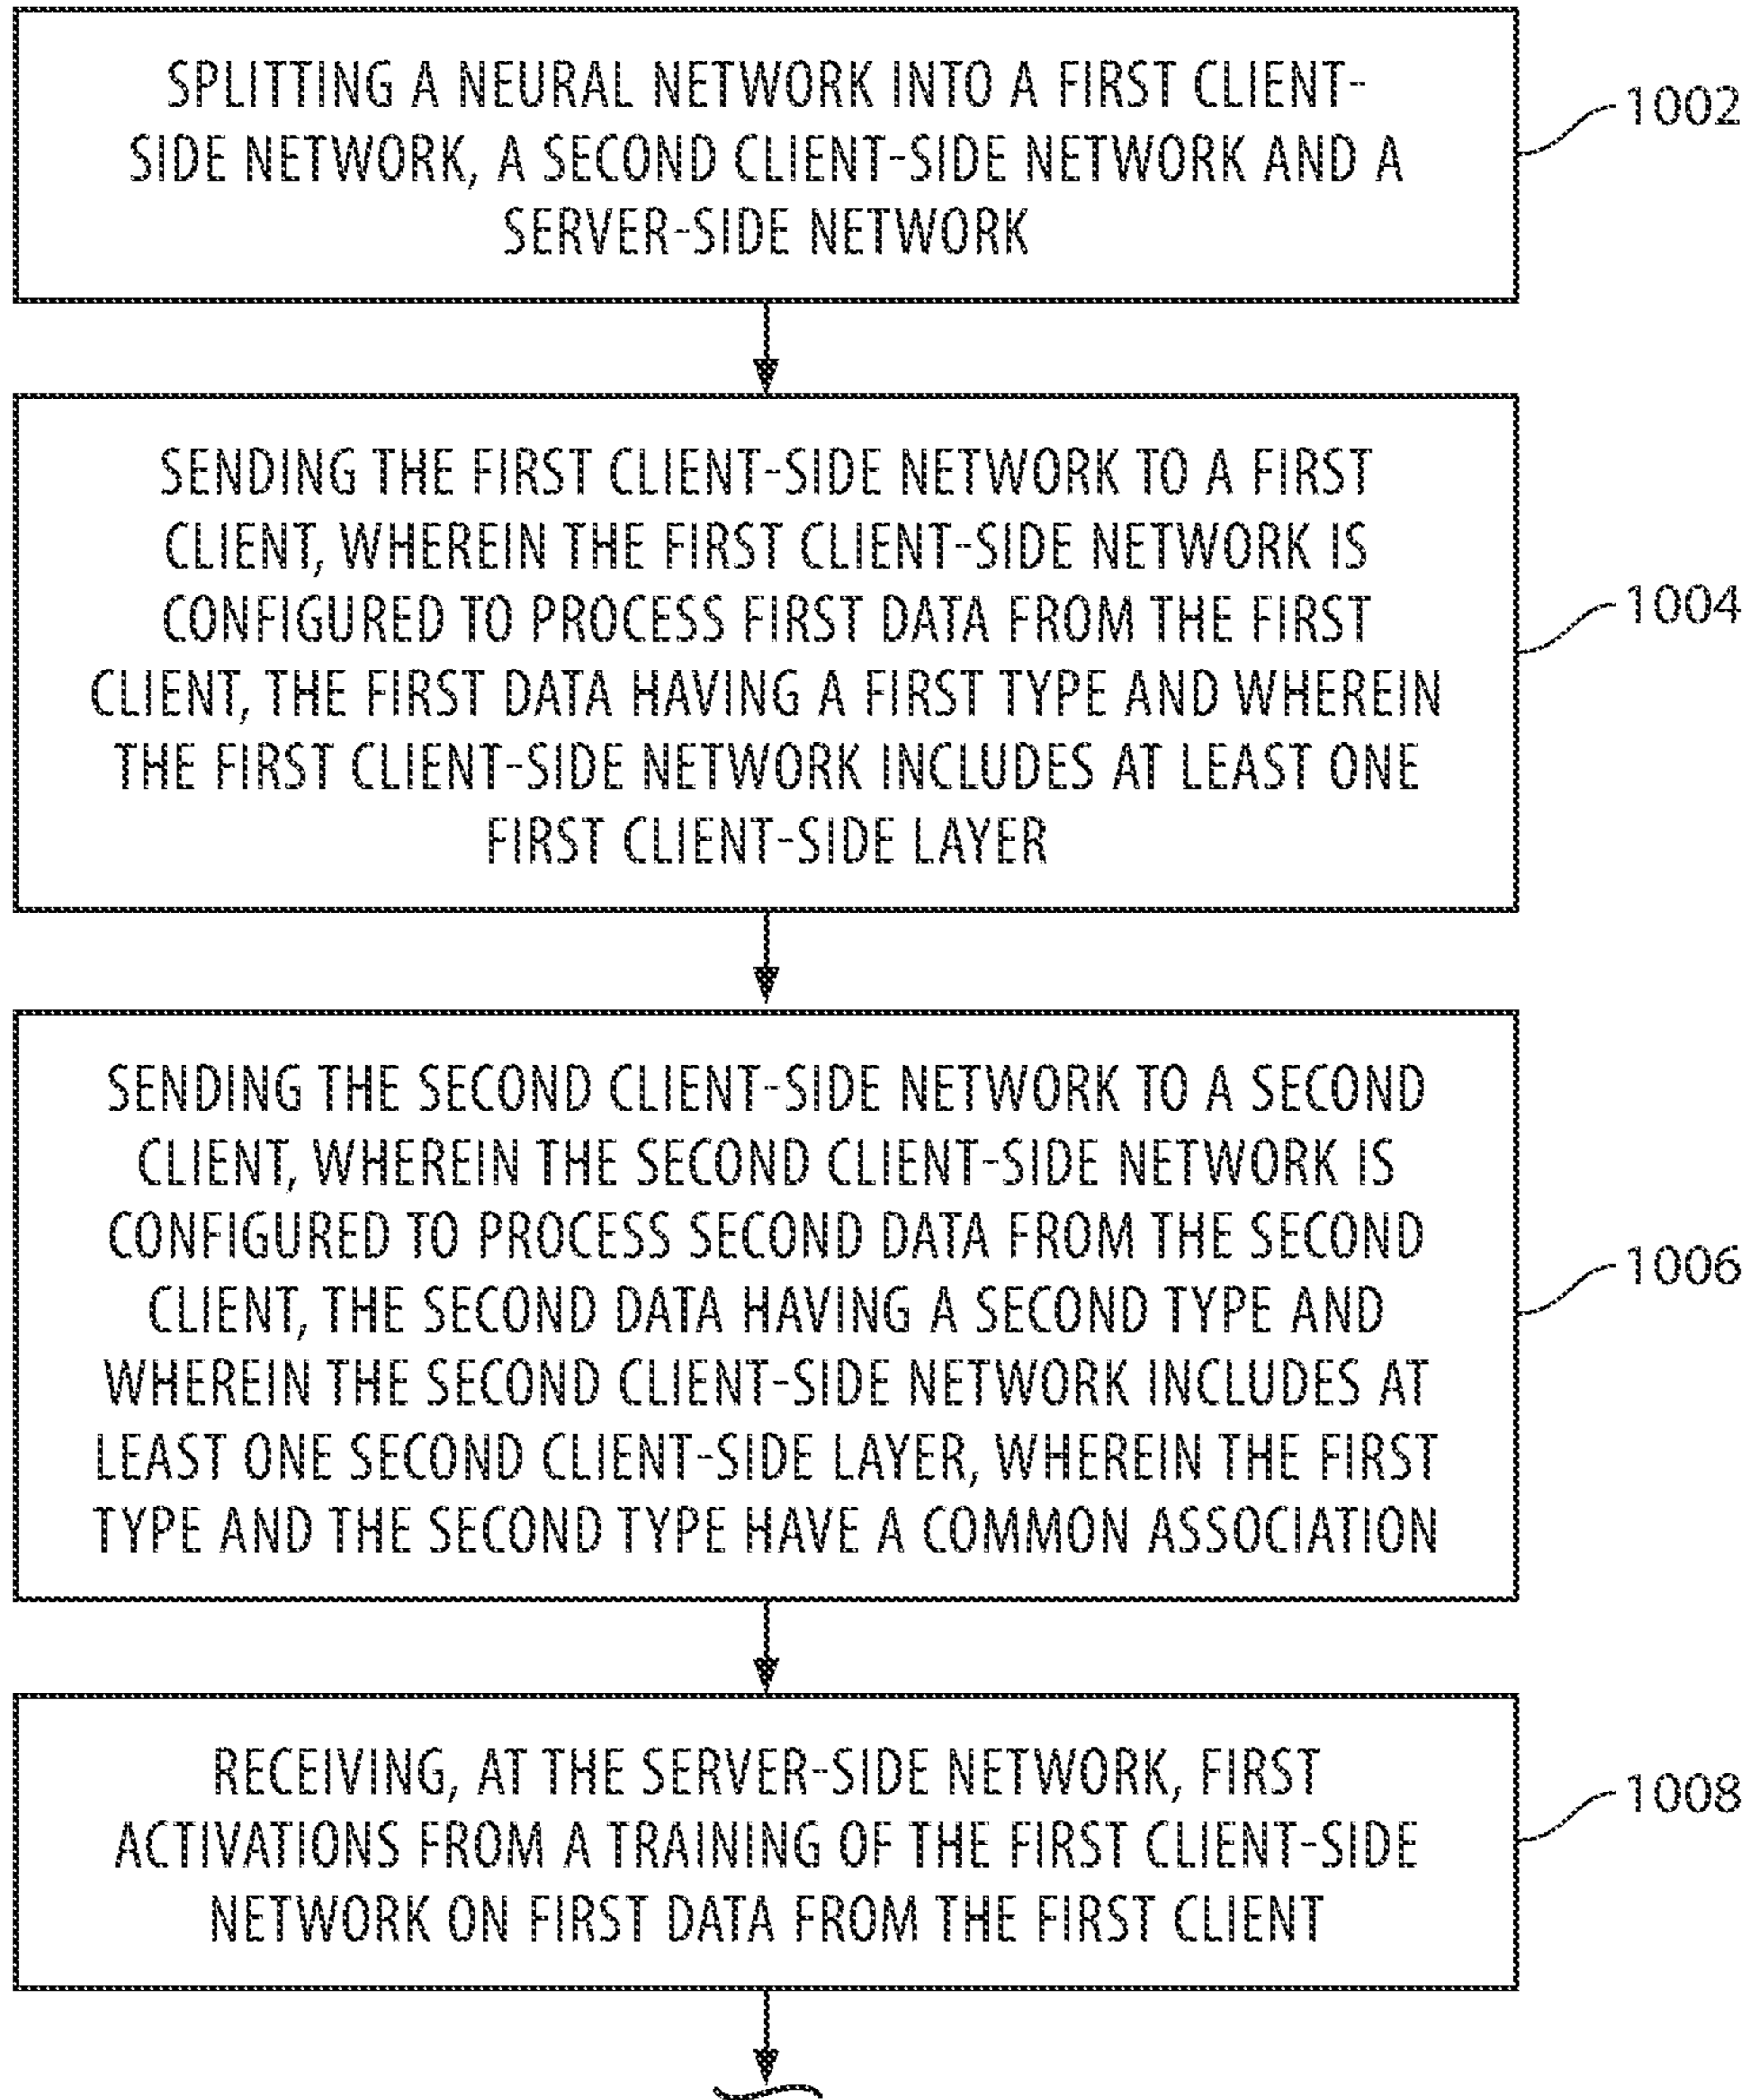 SPLITTING A NEURAL NETWORK INTO A FIRST CLIENT-
SIDE NETWORK, A SECOND CLIENT-SIDE NETWORK AND A
SERVER-SIDE NETWORK
1002
SENDING THE FIRST CLIENT-SIDE NETWORK TO A FIRST
CLIENT, WHEREIN THE FIRST CLIENT-SIDE NETWORK IS
CONFIGURED TO PROCESS FIRST DATA FROM THE FIRST
CLIENT, THE FIRST DATA HAVING A FIRST TYPE AND WHEREIN
THE FIRST CLIENT-SIDE NETWORK INCLUDES AT LEAST ONE
FIRST CLIENT-SIDE LAYER
1004
SENDING THE SECOND CLIENT-SIDE NETWORK TO A SECOND
CLIENT, WHEREIN THE SECOND CLIENT-SIDE NETWORK IS
CONFIGURED TO PROCESS SECOND DATA FROM THE SECOND
CLIENT, THE SECOND DATA HAVING A SECOND TYPE AND
WHEREIN THE SECOND CLIENT-SIDE NETWORK INCLUDES AT
LEAST ONE SECOND CLIENT-SIDE LAYER, WHEREIN THE FIRST
TYPE AND THE SECOND TYPE HAVE A COMMON ASSOCIATION
1006
RECEIVING, AT THE SERVER-SIDE NETWORK, FIRST
ACTIVATIONS FROM A TRAINING OF THE FIRST CLIENT-SIDE
NETWORK ON FIRST DATA FROM THE FIRST CLIENT
1008